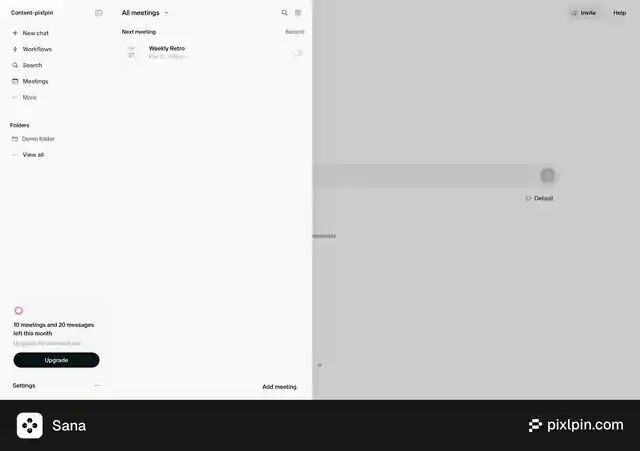 Content-pixlpin
New chat
Workflows
Search
Meetings
More
Folders
Demo folder
View all
10 meetings and 20 messages
left this month
Upgrade
Settings
All meetings
Next meeting
Record
Weekly Retro
Add meeting
Invite
Help
Default
Sana
pixlpin.com